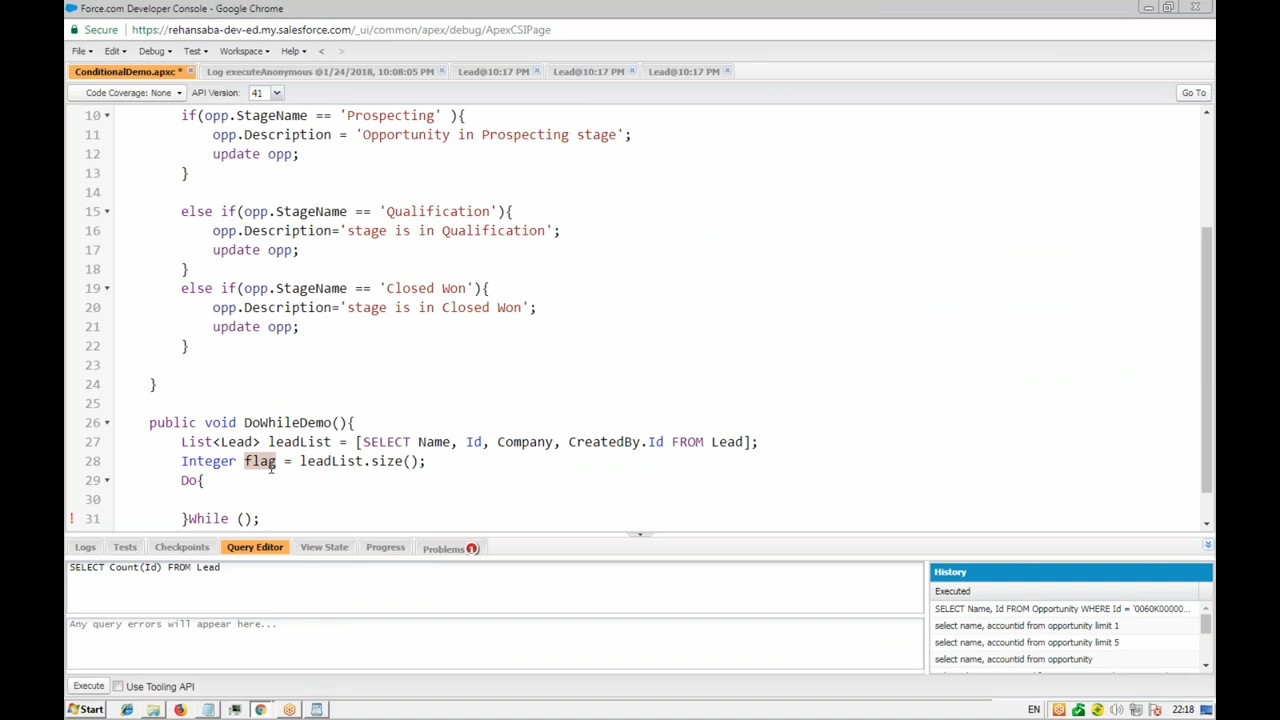 Force.com Developer Console - Google Chrome
Secure https://rehansaba-dev-ed.my.salesforce.com/_ui/common/apex/debug/ApexCSIPage
File Edit Debug Test Workspace Help < >
ConditionalDemo.apxc * Log executeAnonymous @1/24/2018, 10:08:05 PM Lead@10:17 PM Lead@10:17 PM Lead@10:17 PM
Code Coverage: None API Version: 41 Go To
10 if(opp.StageName == 'Prospecting' ){
11 opp.Description = 'Opportunity in Prospecting stage';
12 update opp;
13 }
14
15 else if(opp.StageName == 'Qualification'){
16 opp.Description='stage is in Qualification';
17 update opp;
18 }
19 else if(opp.StageName == 'Closed Won'){
20 opp.Description='stage is in Closed Won';
21 update opp;
22 }
23
24 }
25
26 public void DoWhileDemo(){
27 List<Lead> leadList = [SELECT Name, Id, Company, CreatedBy.Id FROM Lead];
28 Integer flag = leadList.size();
29 Do{
30
! 31 }While ();
Logs Tests Checkpoints Query Editor View State Progress Problems 1
SELECT Count(Id) FROM Lead
Any query errors will appear here...
History
Executed
SELECT Name, Id FROM Opportunity WHERE Id = '0060K00000...
select name, accountid from opportunity limit 1
select name, accountid from opportunity limit 5
select name, accountid from opportunity
Execute Use Tooling API
Start EN 22:18